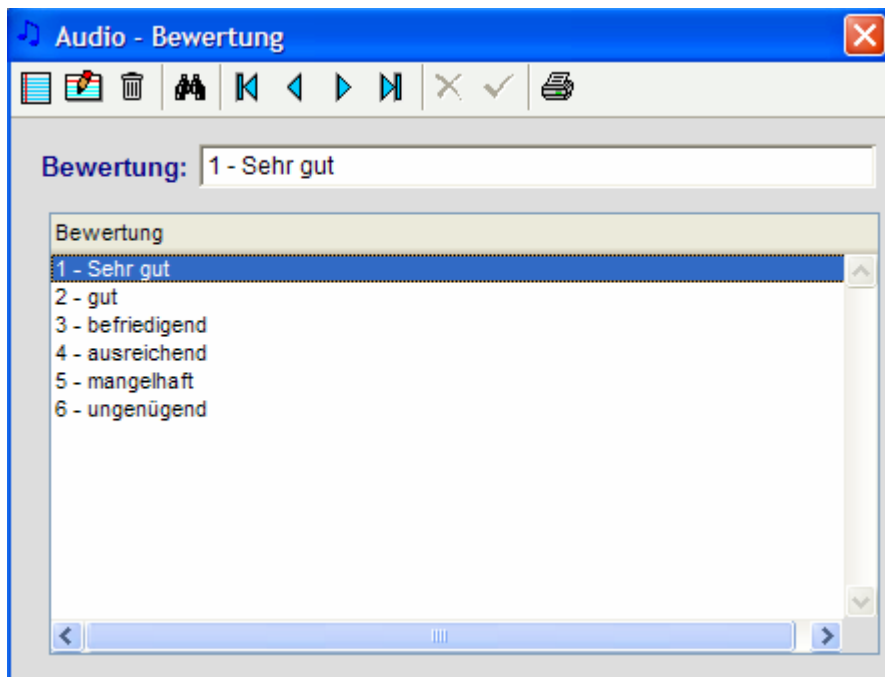 Audio - Bewertung
Bewertung: 1 - Sehr gut
Bewertung
1 - Sehr gut
2 - gut
3 - befriedigend
4 - ausreichend
5 - mangelhaft
6 - ungenügend